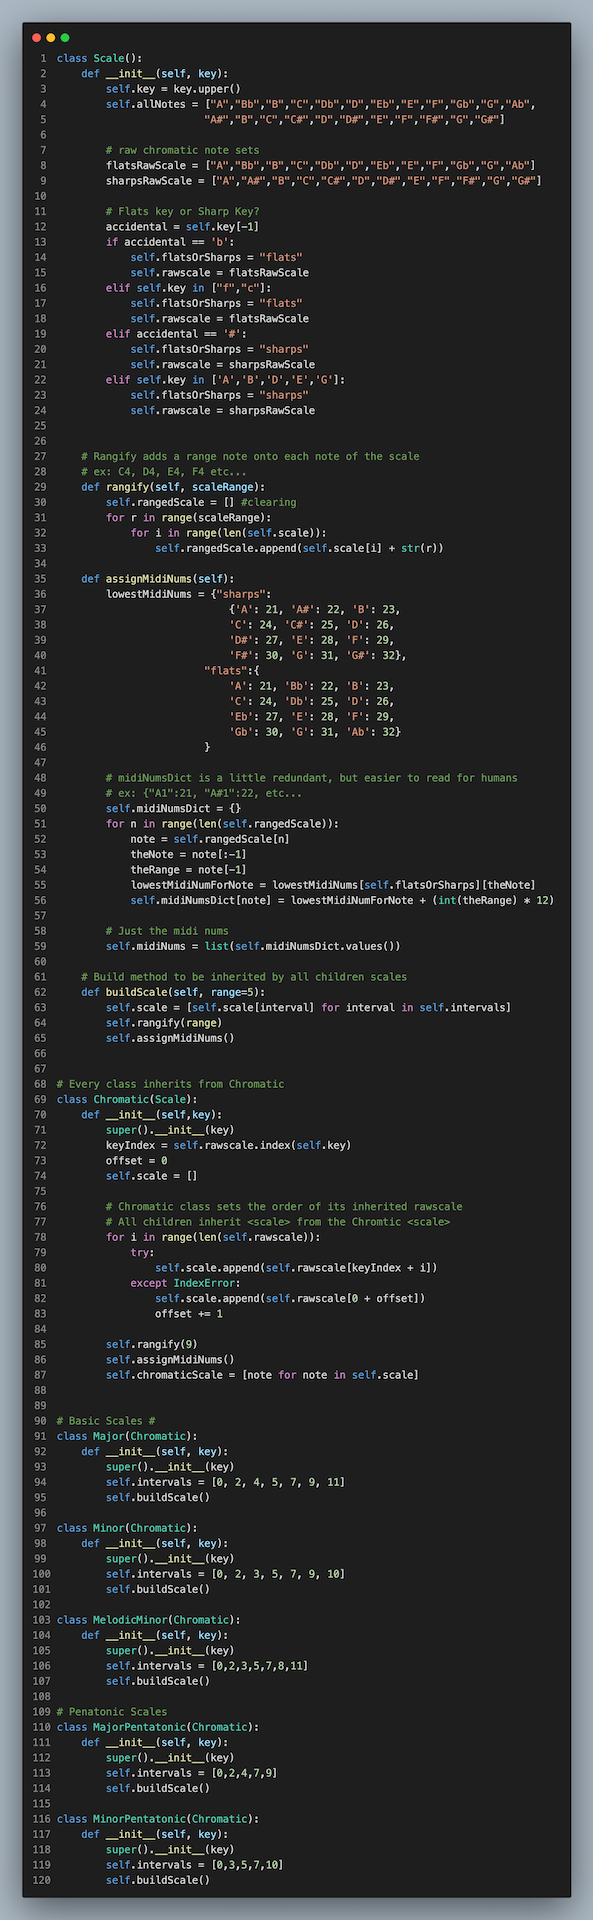 1 class Scale():
2     def __init__(self, key):
3         self.key = key.upper()
4         self.allNotes = ["A","Bb","B","C","Db","D","Eb","E","F","Gb","G","Ab",
5                         "A#","B","C","C#","D","D#","E","F","F#","G","G#"]
6
7         # raw chromatic note sets
8         flatsRawScale = ["A","Bb","B","C","Db","D","Eb","E","F","Gb","G","Ab"]
9         sharpsRawScale = ["A","A#","B","C","C#","D","D#","E","F","F#","G","G#"]
10
11         # Flats key or Sharp Key?
12         accidental = self.key[-1]
13         if accidental == 'b':
14             self.flatsOrSharps = "flats"
15             self.rawscale = flatsRawScale
16         elif self.key in ["f","c"]:
17             self.flatsOrSharps = "flats"
18             self.rawscale = flatsRawScale
19         elif accidental == '#':
20             self.flatsOrSharps = "sharps"
21             self.rawscale = sharpsRawScale
22         elif self.key in ['A','B','D','E','G']:
23             self.flatsOrSharps = "sharps"
24             self.rawscale = sharpsRawScale
25
26
27     # Rangify adds a range note onto each note of the scale
28     # ex: C4, D4, E4, F4 etc...
29     def rangify(self, scaleRange):
30         self.rangedScale = [] #clearing
31         for r in range(scaleRange):
32             for i in range(len(self.scale)):
33                 self.rangedScale.append(self.scale[i] + str(r))
34
35     def assignMidiNums(self):
36         lowestMidiNums = {"sharps":
37                             {'A': 21, 'A#': 22, 'B': 23,
38                             'C': 24, 'C#': 25, 'D': 26,
39                             'D#': 27, 'E': 28, 'F': 29,
40                             'F#': 30, 'G': 31, 'G#': 32},
41                         "flats":{
42                             'A': 21, 'Bb': 22, 'B': 23,
43                             'C': 24, 'Db': 25, 'D': 26,
44                             'Eb': 27, 'E': 28, 'F': 29,
45                             'Gb': 30, 'G': 31, 'Ab': 32}
46                         }
47
48         # midiNumsDict is a little redundant, but easier to read for humans
49         # ex: {"A1":21, "A#1":22, etc...
50         self.midiNumsDict = {}
51         for n in range(len(self.rangedScale)):
52             note = self.rangedScale[n]
53             theNote = note[:-1]
54             theRange = note[-1]
55             lowestMidiNumForNote = lowestMidiNums[self.flatsOrSharps][theNote]
56             self.midiNumsDict[note] = lowestMidiNumForNote + (int(theRange) * 12)
57
58         # Just the midi nums
59         self.midiNums = list(self.midiNumsDict.values())
60
61     # Build method to be inherited by all children scales
62     def buildScale(self, range=5):
63         self.scale = [self.scale[interval] for interval in self.intervals]
64         self.rangify(range)
65         self.assignMidiNums()
66
67
68 # Every class inherits from Chromatic
69 class Chromatic(Scale):
70     def __init__(self,key):
71         super().__init__(key)
72         keyIndex = self.rawscale.index(self.key)
73         offset = 0
74         self.scale = []
75
76         # Chromatic class sets the order of its inherited rawscale
77         # All children inherit <scale> from the Chromtic <scale>
78         for i in range(len(self.rawscale)):
79             try:
80                 self.scale.append(self.rawscale[keyIndex + i])
81             except IndexError:
82                 self.scale.append(self.rawscale[0 + offset])
83                 offset += 1
84
85         self.rangify(9)
86         self.assignMidiNums()
87         self.chromaticScale = [note for note in self.scale]
88
89
90 # Basic Scales #
91 class Major(Chromatic):
92     def __init__(self, key):
93         super().__init__(key)
94         self.intervals = [0, 2, 4, 5, 7, 9, 11]
95         self.buildScale()
96
97 class Minor(Chromatic):
98     def __init__(self, key):
99         super().__init__(key)
100         self.intervals = [0, 2, 3, 5, 7, 9, 10]
101         self.buildScale()
102
103 class MelodicMinor(Chromatic):
104     def __init__(self, key):
105         super().__init__(key)
106         self.intervals = [0,2,3,5,7,8,11]
107         self.buildScale()
108
109 # Penatonic Scales
110 class MajorPentatonic(Chromatic):
111     def __init__(self, key):
112         super().__init__(key)
113         self.intervals = [0,2,4,7,9]
114         self.buildScale()
115
116 class MinorPentatonic(Chromatic):
117     def __init__(self, key):
118         super().__init__(key)
119         self.intervals = [0,3,5,7,10]
120         self.buildScale()